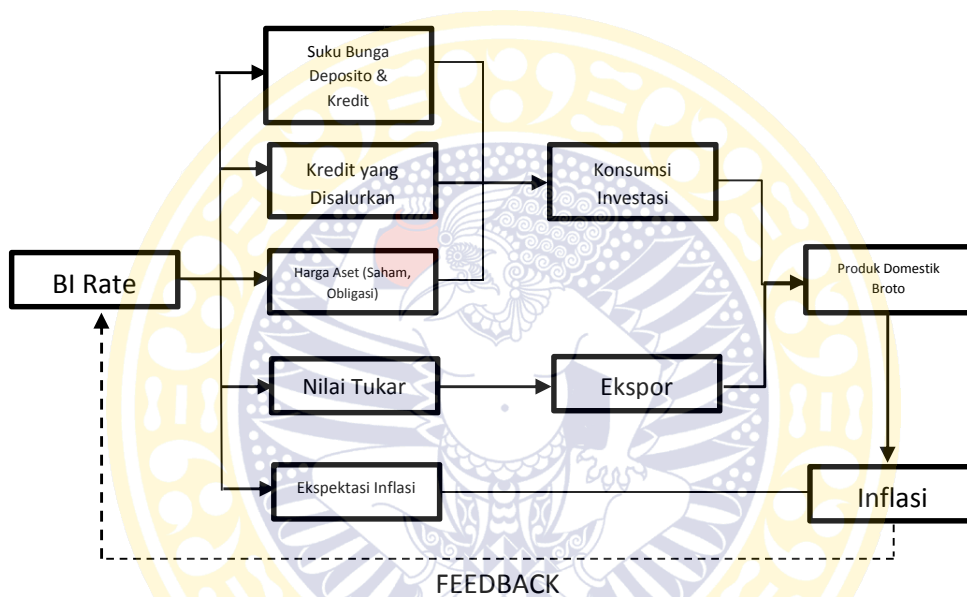 Suku Bunga
Deposito &
Kredit
Kredit yang
Disalurkan
Konsumsi
Investasi
BI Rate
Harga Aset (Saham,
Obligasi)
Produk Domestik
Broto
Nilai Tukar
Ekspor
Ekspektasi Inflasi
Inflasi
FEEDBACK